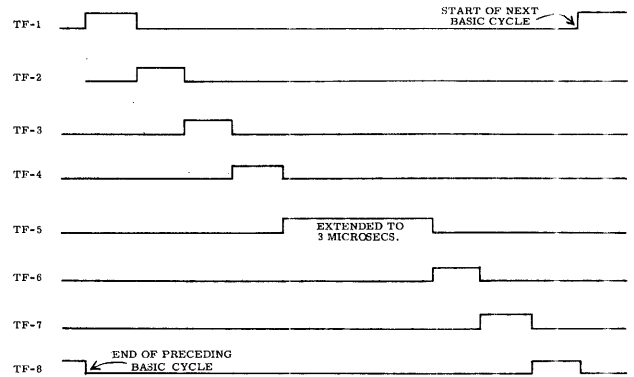 START OF NEXT
BASIC CYCLE
TF-1
TF-2
TF-3
TF-4
TF-5
EXTENDED TO
3 MICROSECS.
TF-6
TF-7
END OF PRECEDING
BASIC CYCLE
TF-8